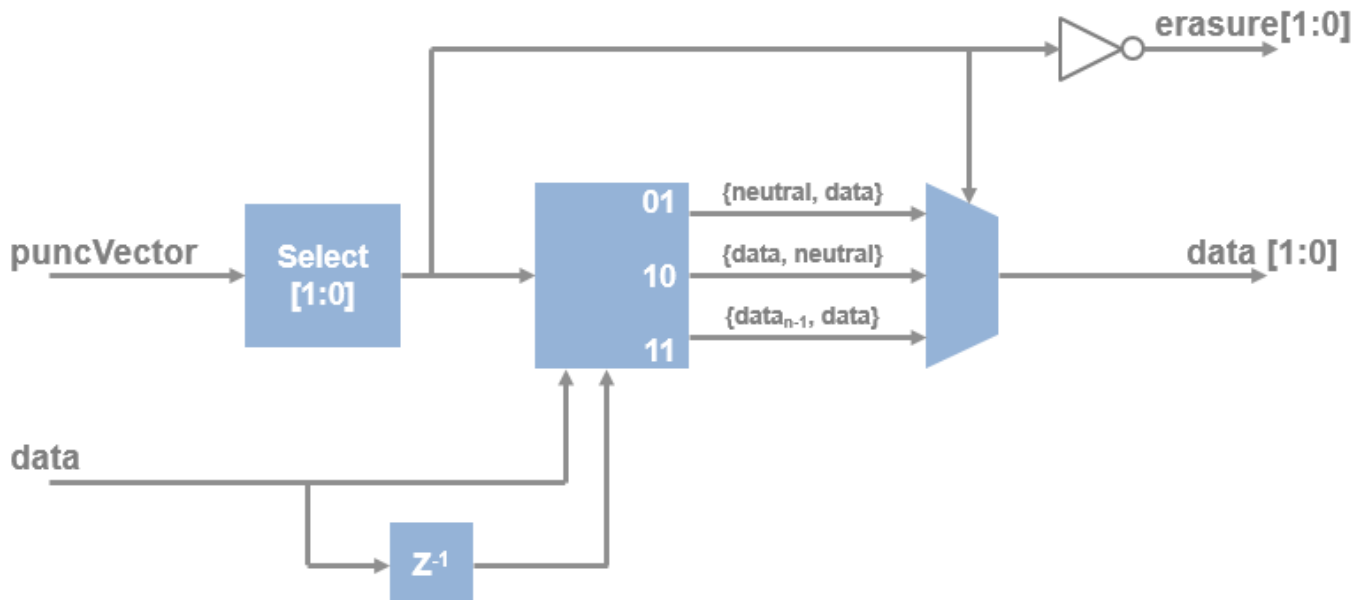 erasure[1:0]
puncVector
Select
[1:0]
01
{neutral, data}
10
{data, neutral}
11
{dataₙ₋₁, data}
data [1:0]
data
z⁻¹